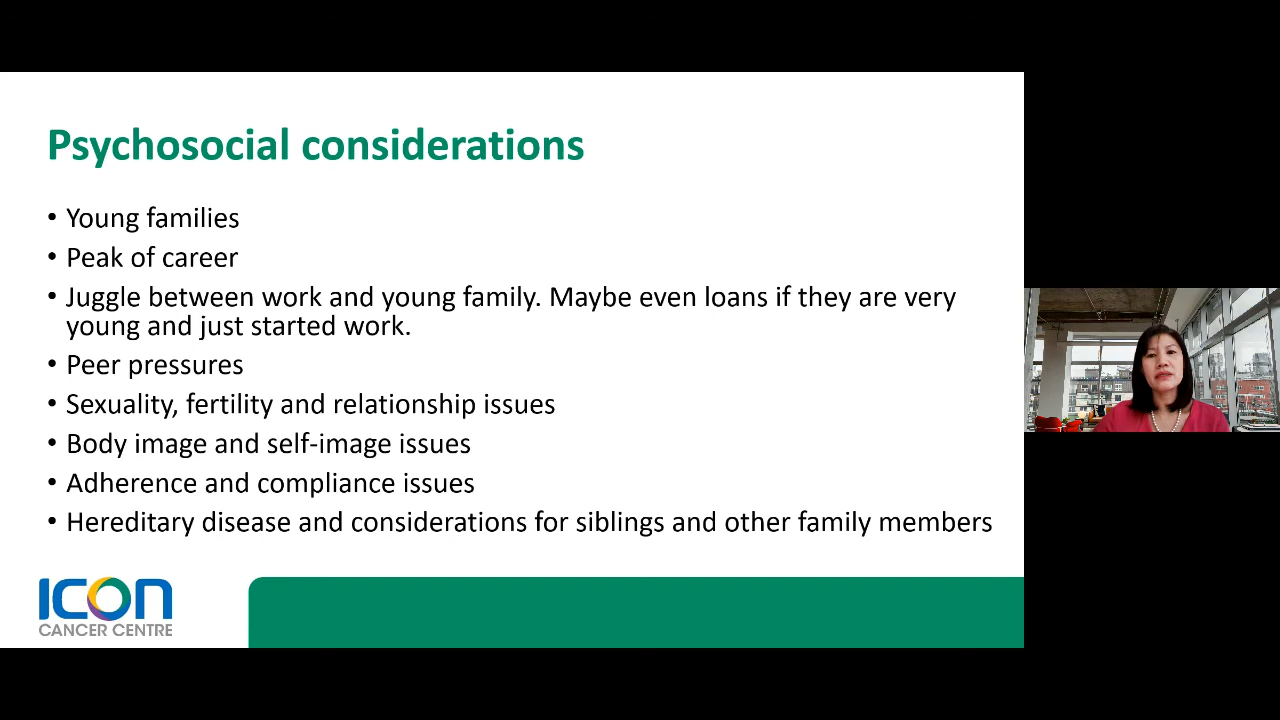 Psychosocial considerations
• Young families
• Peak of career
• Juggle between work and young family. Maybe even loans if they are very
young and just started work.
• Peer pressures
• Sexuality, fertility and relationship issues
• Body image and self-image issues
• Adherence and compliance issues
• Hereditary disease and considerations for siblings and other family members
ICON
CANCER CENTRE